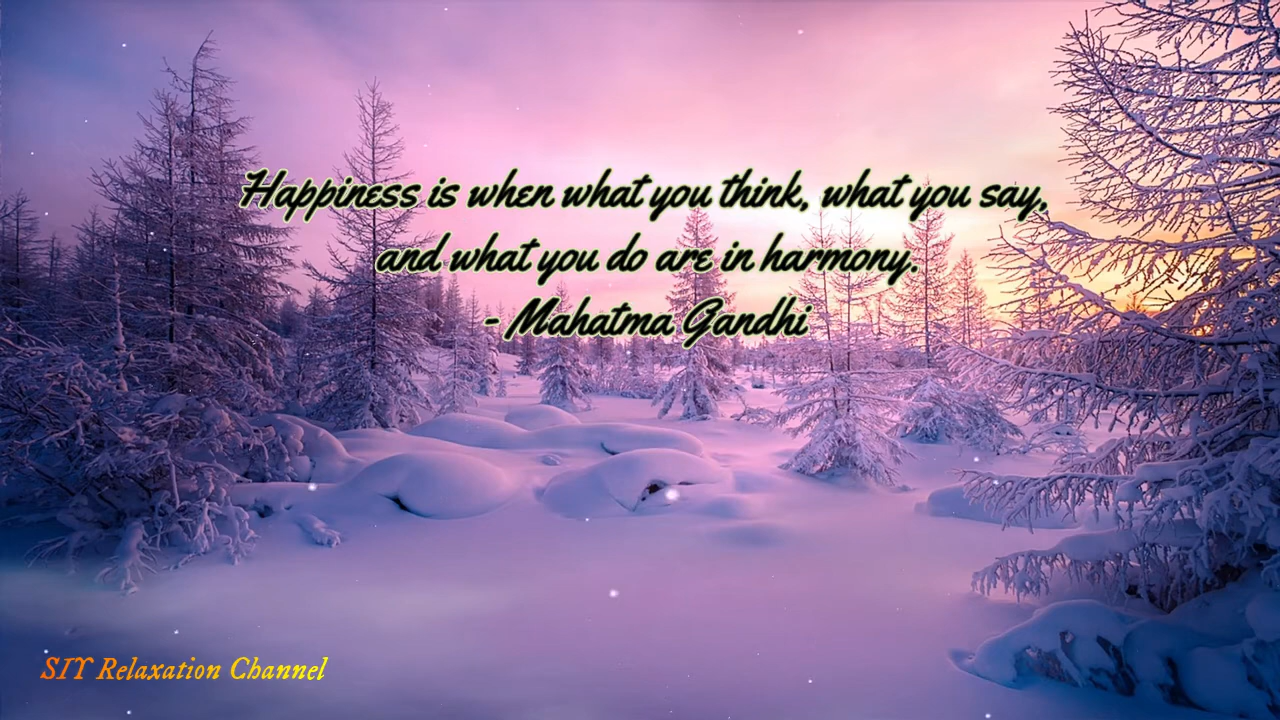 Happiness is when what you think, what you say,
and what you do are in harmony.
- Mahatma Gandhi
SIY Relaxation Channel